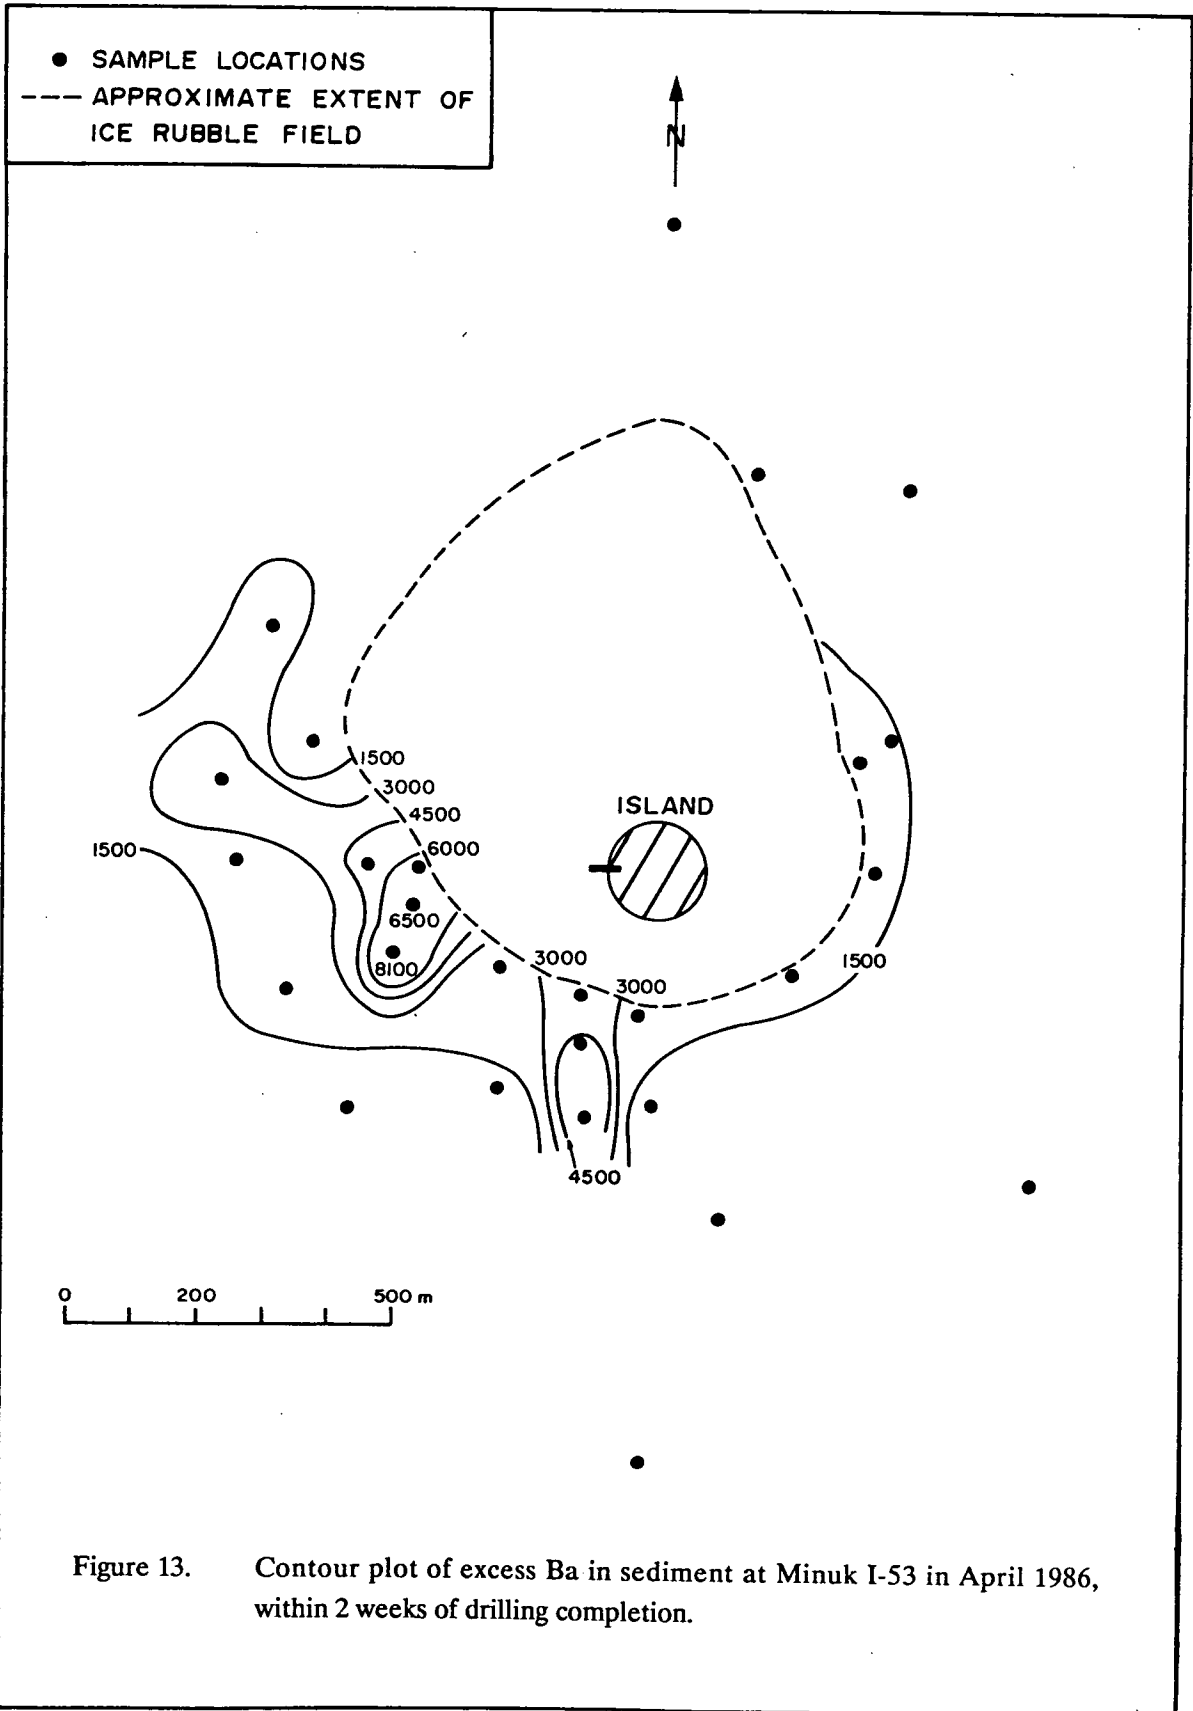 SAMPLE LOCATIONS
APPROXIMATE EXTENT OF
ICE RUBBLE FIELD
N
1500
3000
4500
ISLAND
1500
6000
6500
8100
3000
1500
3000
4500
0 200 500 m
Figure 13. Contour plot of excess Ba in sediment at Minuk I-53 in April 1986,
within 2 weeks of drilling completion.